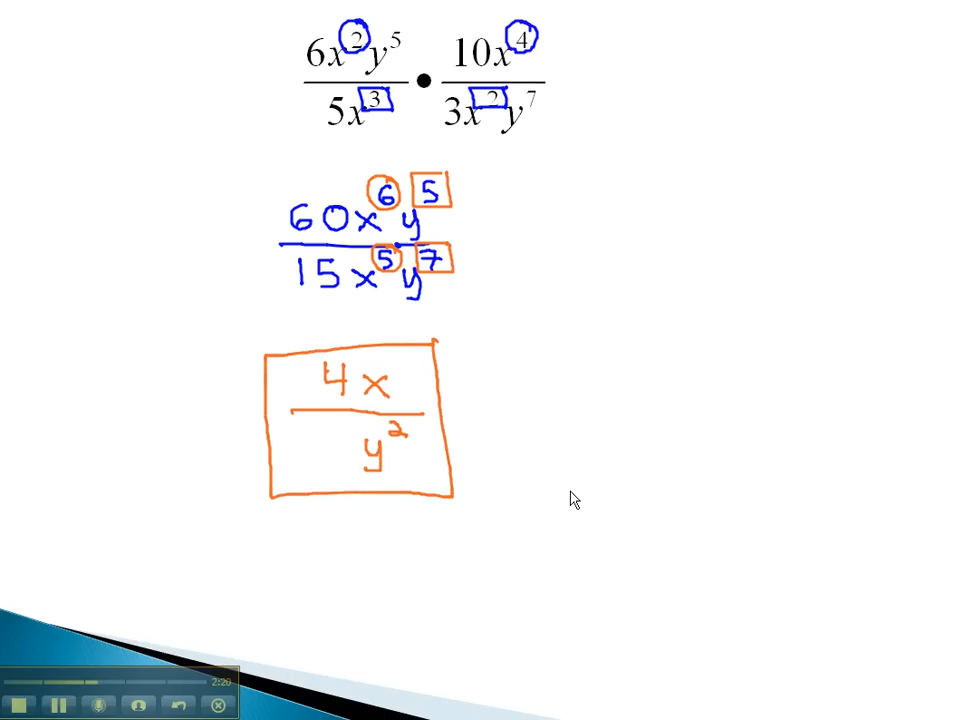 6x²y⁵ / 5x³ • 10x⁴ / 3x²y⁷
60x⁶y⁵
15x⁵y⁷
4x
y²
2:20